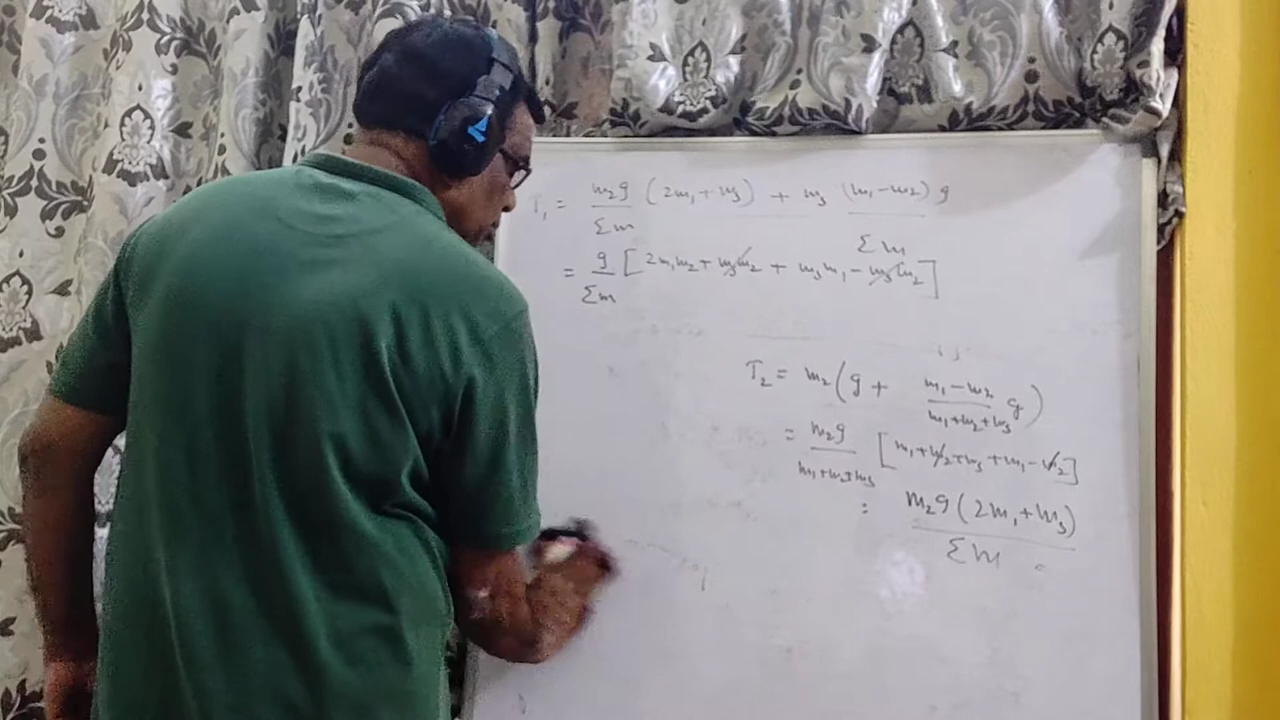 T₁ = m₂g/Σm (2m₁+m₃) + m₃ (m₁-m₂)/Σm g
= g/Σm [2m₁m₂ + m₃m₂ + m₃m₁ - m₃m₂]
T₂ = m₂(g + m₁-m₂/m₁+m₂+m₃ g)
= m₂g/m₁+m₂+m₃ [m₁+m₂+m₃+m₁-m₂]
: m₂g(2m₁+m₃)/Σm